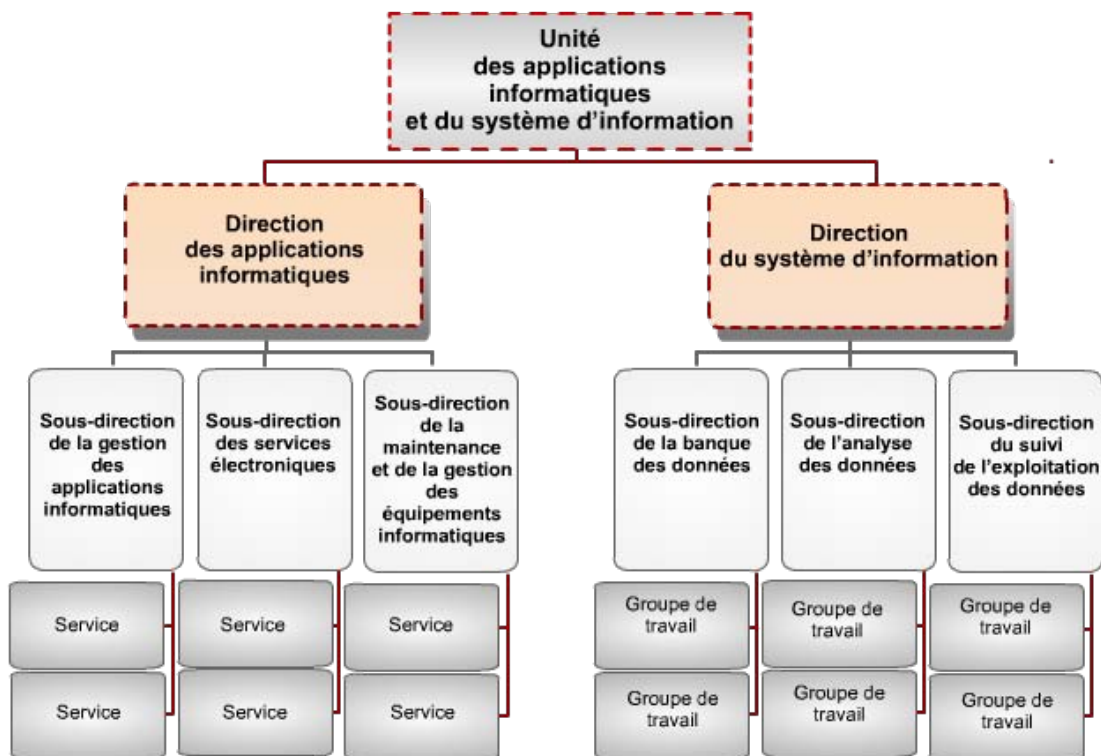 Unité
des applications
informatiques
et du système d'information
Direction
des applications
informatiques
Direction
du système d'information
Sous-direction
de la gestion
des
applications
informatiques
Sous-direction
des services
électroniques
Sous-direction
de la
maintenance
et de la gestion
des
équipements
informatiques
Sous-direction
de la banque
des données
Sous-direction
de l'analyse
des données
Sous-direction
du suivi
de l'exploitation
des données
Service
Service
Service
Groupe de
travail
Groupe de
travail
Groupe de
travail
Service
Service
Service
Groupe de
travail
Groupe de
travail
Groupe de
travail